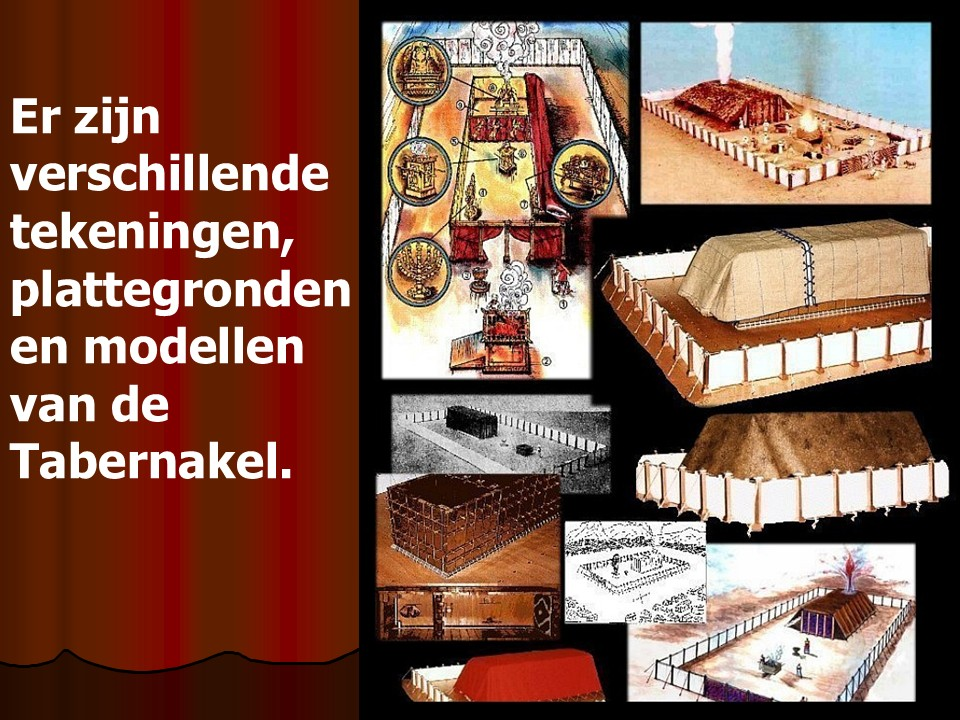 Er zijn
verschillende
tekeningen,
plattegronden
en modellen
van de
Tabernakel.